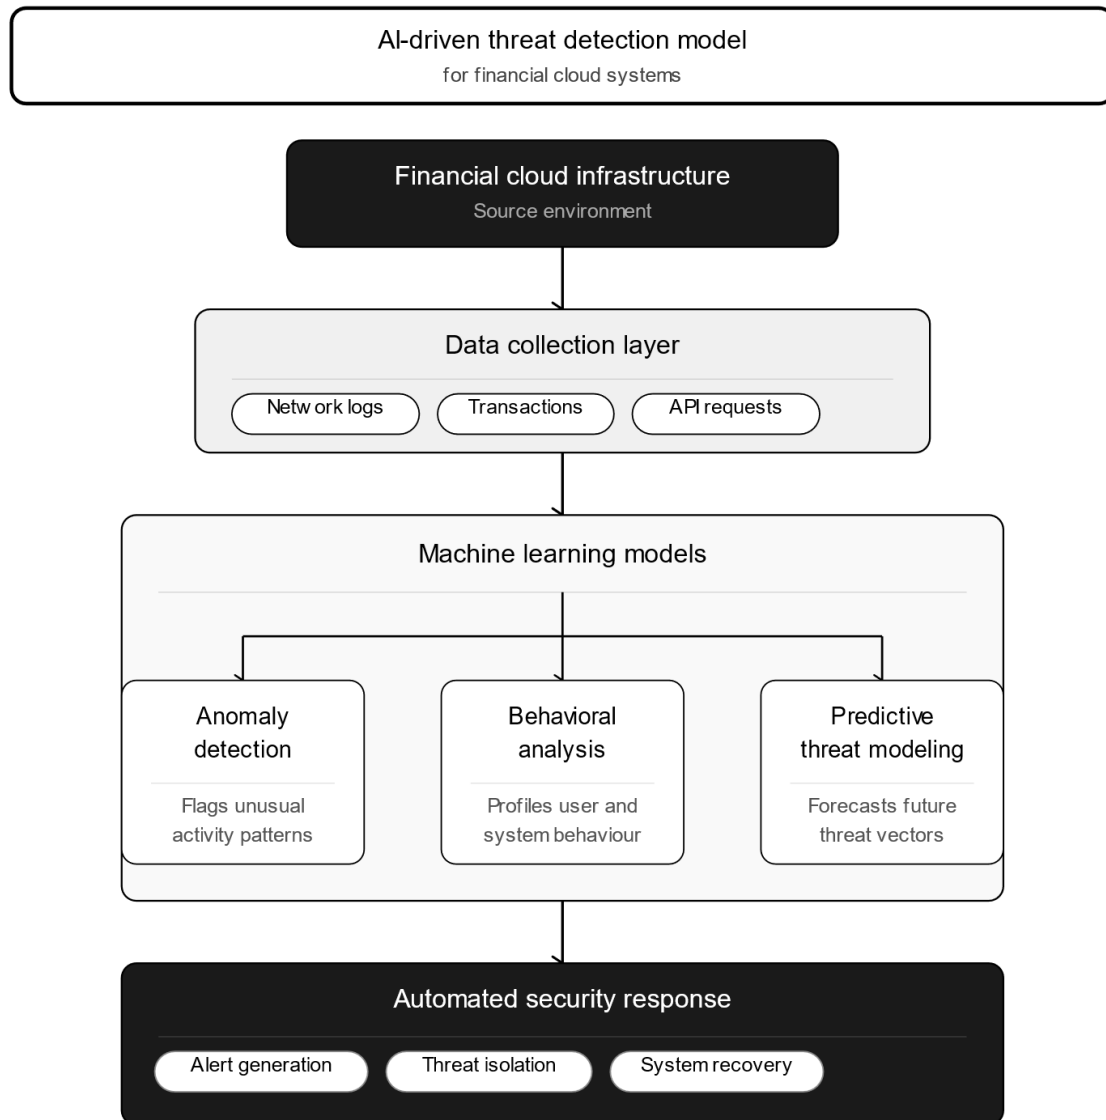 AI-driven threat detection model
for financial cloud systems
Financial cloud infrastructure
Source environment
Data collection layer
Network logs
Transactions
API requests
Machine learning models
Anomaly
detection
Flags unusual
activity patterns
Behavioral
analysis
Profiles user and
system behaviour
Predictive
threat modeling
Forecasts future
threat vectors
Automated security response
Alert generation
Threat isolation
System recovery